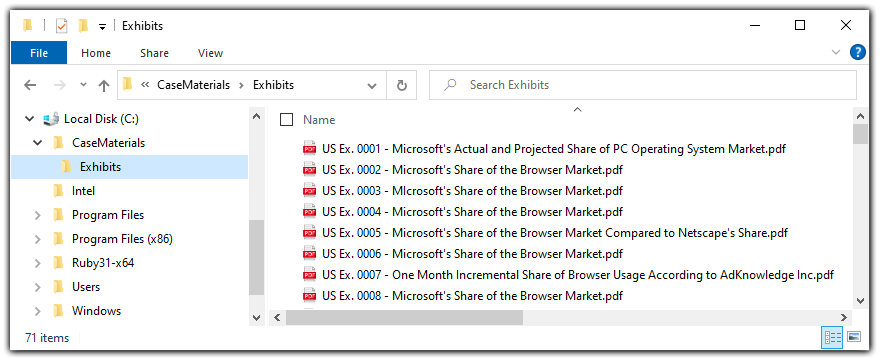 Exhibits
File Home Share View
« CaseMaterials > Exhibits Search Exhibits
Local Disk (C:)
CaseMaterials
Exhibits
Intel
Program Files
Program Files (x86)
Ruby31-x64
Users
Windows
Name
US Ex. 0001 - Microsoft's Actual and Projected Share of PC Operating System Market.pdf
US Ex. 0002 - Microsoft's Share of the Browser Market.pdf
US Ex. 0003 - MIcrosoft's Share of the Browser Market.pdf
US Ex. 0004 - Microsoft's Share of the Browser Market.pdf
US Ex. 0005 - Microsoft's Share of the Browser Market Compared to Netscape's Share.pdf
US Ex. 0006 - Microsoft's Share of the Browser Market.pdf
US Ex. 0007 - One Month Incremental Share of Browser Usage According to AdKnowledge Inc.pdf
US Ex. 0008 - Microsoft's Share of the Browser Market.pdf
71 items